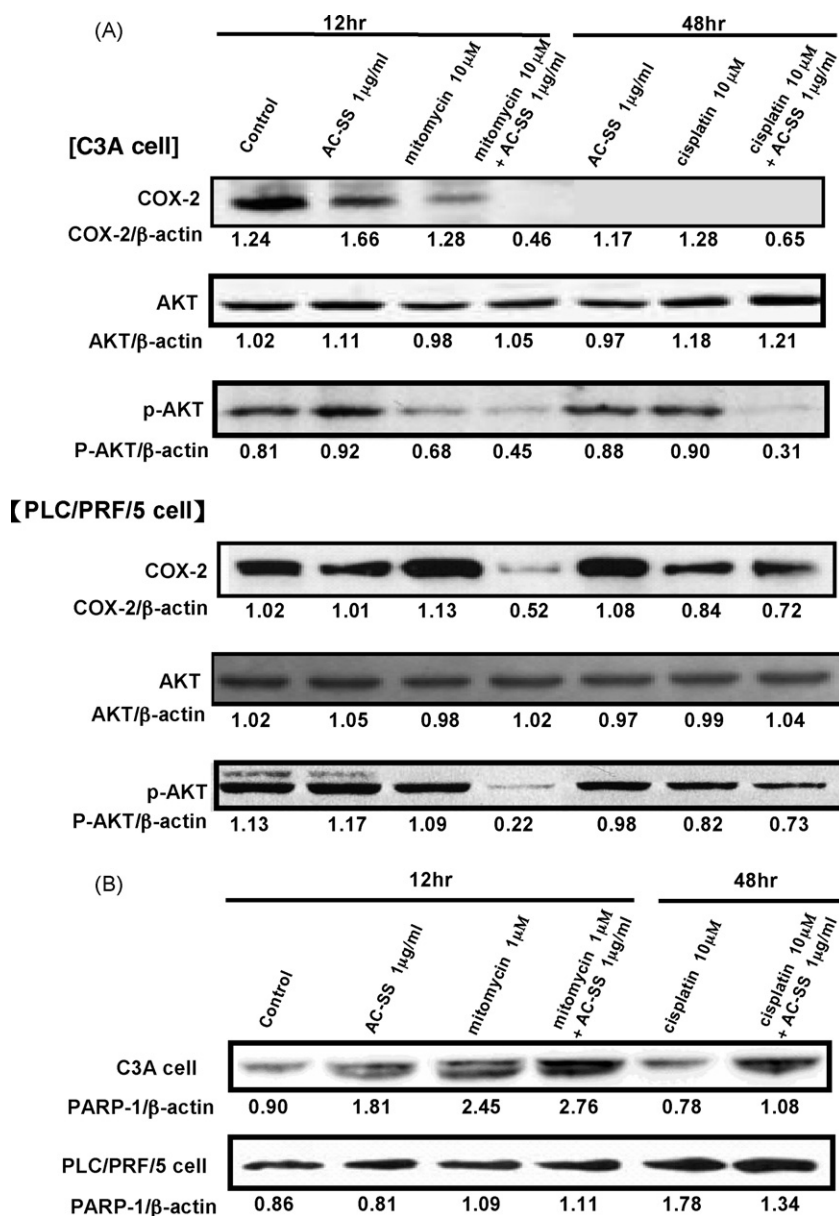 (A)
12hr 48hr
Control AC-SS 1μg/ml mitomycin 10μM mitomycin 10μM + AC-SS 1μg/ml AC-SS 1μg/ml cisplatin 10μM cisplatin 10μM + AC-SS 1μg/ml
[C3A cell]
COX-2
COX-2/β-actin 1.24 1.66 1.28 0.46 1.17 1.28 0.65
AKT
AKT/β-actin 1.02 1.11 0.98 1.05 0.97 1.18 1.21
p-AKT
P-AKT/β-actin 0.81 0.92 0.68 0.45 0.88 0.90 0.31
【PLC/PRF/5 cell】
COX-2
COX-2/β-actin 1.02 1.01 1.13 0.52 1.08 0.84 0.72
AKT
AKT/β-actin 1.02 1.05 0.98 1.02 0.97 0.99 1.04
p-AKT
P-AKT/β-actin 1.13 1.17 1.09 0.22 0.98 0.82 0.73
(B)
12hr 48hr
Control AC-SS 1μg/ml mitomycin 1μM mitomycin 1μM + AC-SS 1μg/ml cisplatin 10μM cisplatin 10μM + AC-SS 1μg/ml
C3A cell
PARP-1/β-actin 0.90 1.81 2.45 2.76 0.78 1.08
PLC/PRF/5 cell
PARP-1/β-actin 0.86 0.81 1.09 1.11 1.78 1.34